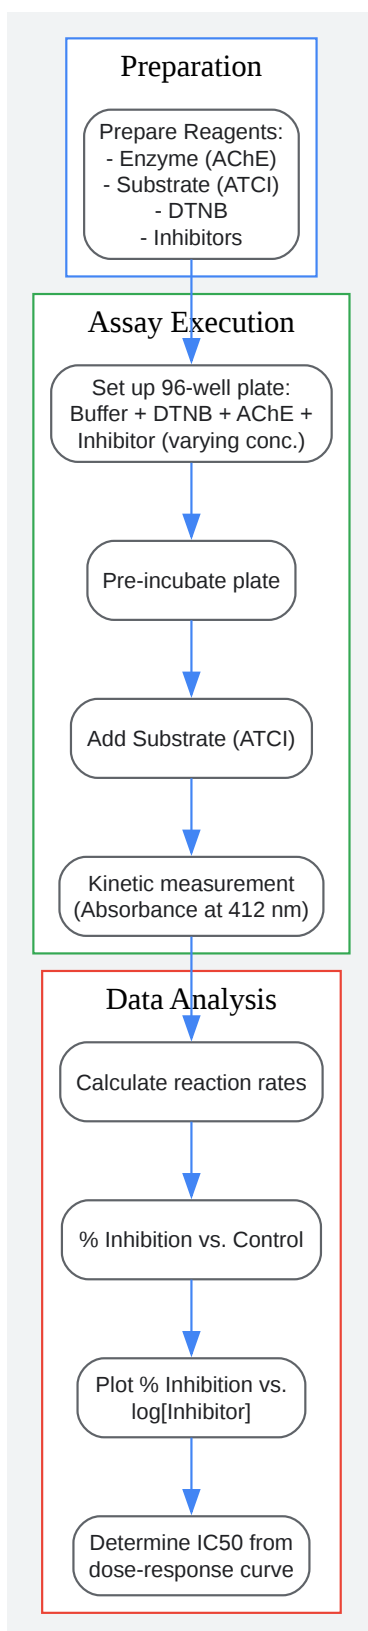 Preparation
Prepare Reagents:
- Enzyme (AChE)
- Substrate (ATCI)
- DTNB
- Inhibitors
Assay Execution
Set up 96-well plate:
Buffer + DTNB + AChE +
Inhibitor (varying conc.)
Pre-incubate plate
Add Substrate (ATCI)
Kinetic measurement
(Absorbance at 412 nm)
Data Analysis
Calculate reaction rates
% Inhibition vs. Control
Plot % Inhibition vs.
log[Inhibitor]
Determine IC50 from
dose-response curve